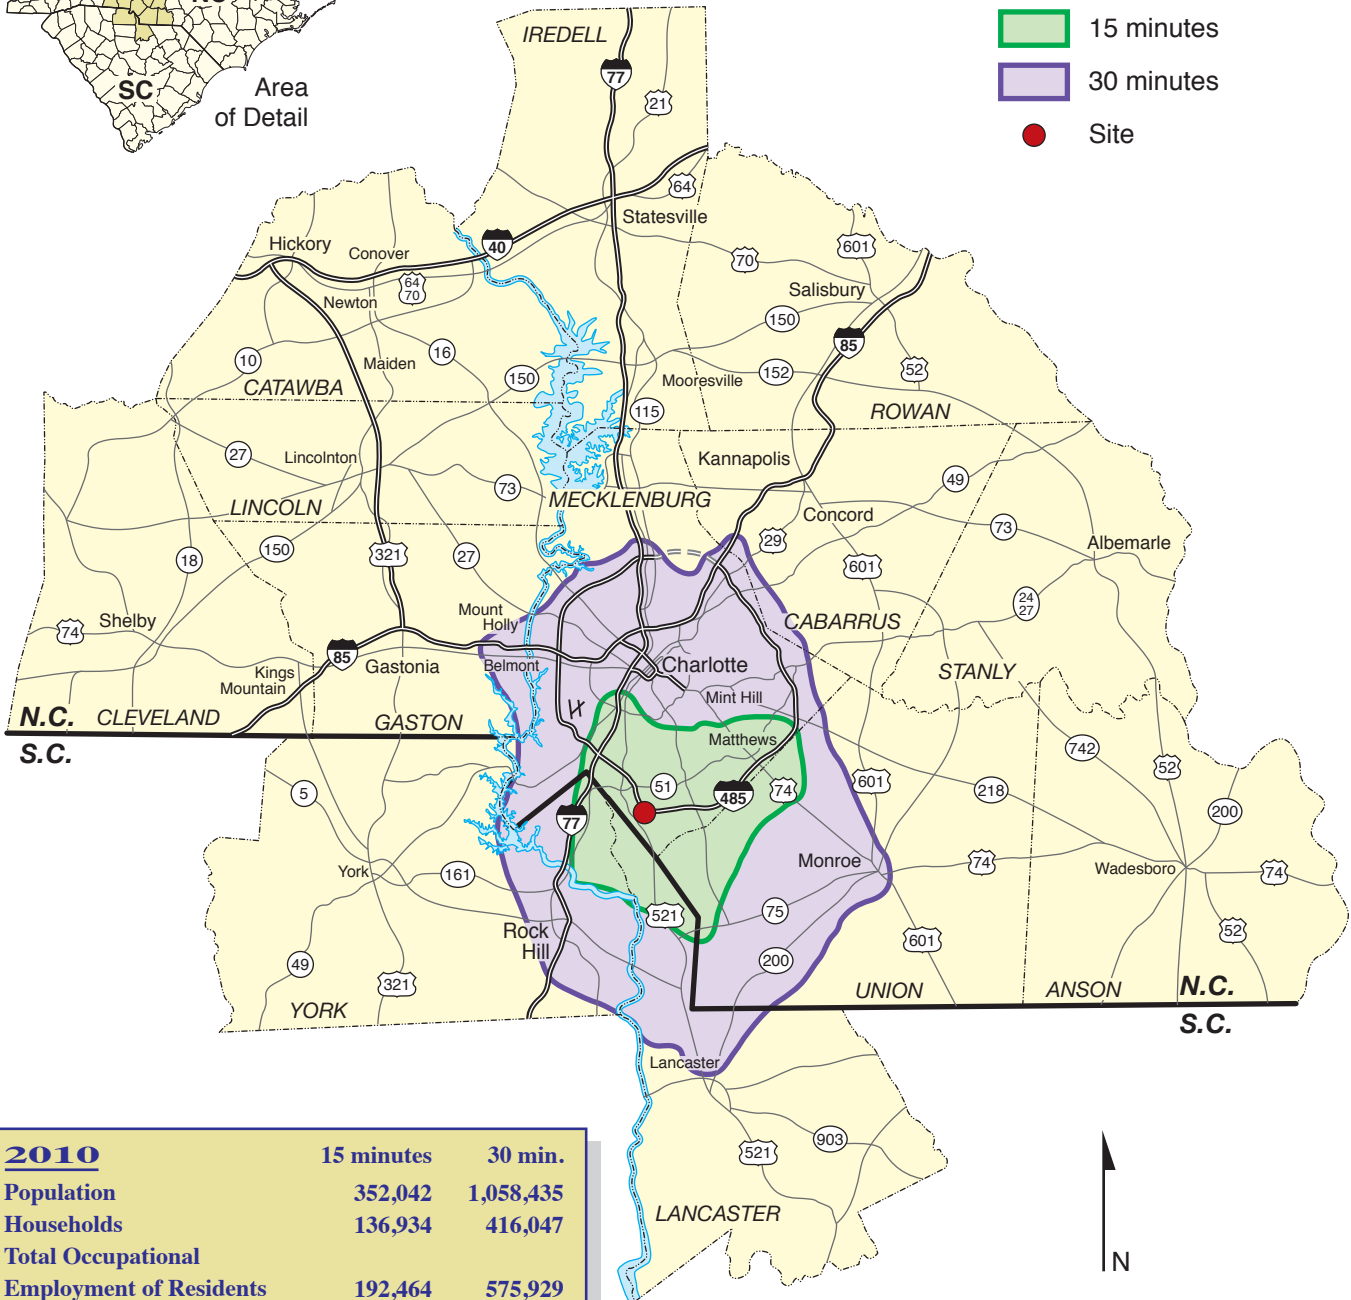 SC
Area
of Detail
15 minutes
30 minutes
Site
IREDELL
77
21
64
Statesville
40
Hickory
Conover
64
70
Newton
601
70
Salisbury
150
85
10
16
Maiden
CATAWBA
150
Mooresville
152
52
115
ROWAN
27
Lincolnton
Kannapolis
73
49
LINCOLN
MECKLENBURG
Concord
73
Albemarle
18
150
321
27
29
601
24
27
74
Shelby
Mount
Holly
CABARRUS
85
Gastonia
Belmont
Charlotte
STANLY
Kings
Mountain
Mint Hill
N.C.
CLEVELAND
GASTON
S.C.
Matthews
742
52
5
51
485
74
601
218
200
77
York
161
Monroe
74
Wadesboro
74
521
75
Rock
Hill
601
52
49
321
200
YORK
UNION
ANSON
N.C.
S.C.
Lancaster
903
521
LANCASTER
N
2010 15 minutes 30 min.
Population 352,042 1,058,435
Households 136,934 416,047
Total Occupational
Employment of Residents 192,464 575,929